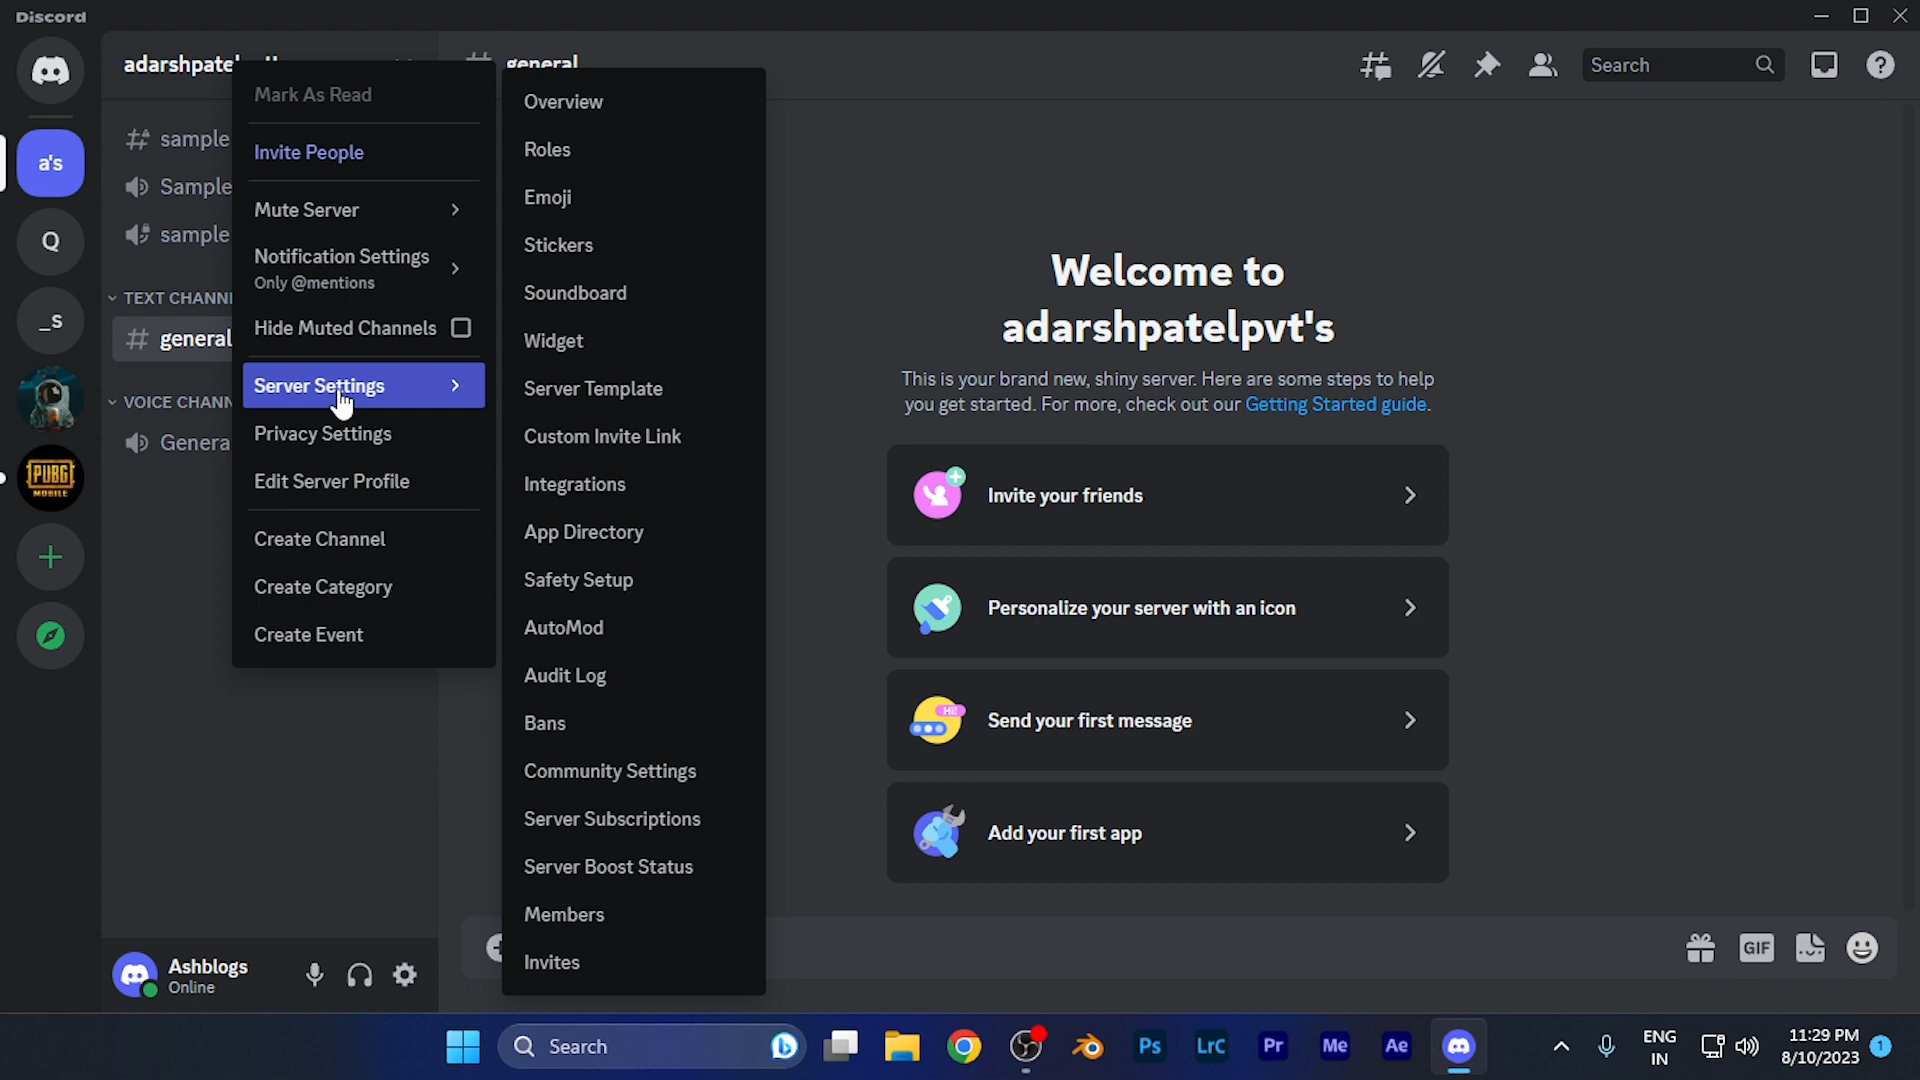 Discord
a's
Q
_s
PUBG
MOBILE
sample
Sample
sample
TEXT CHANN
general
VOICE CHANN
Genera
Ashblogs
Online
Mark As Read
Invite People
Mute Server
Notification Settings
Only @mentions
Hide Muted Channels
Server Settings
Privacy Settings
Edit Server Profile
Create Channel
Create Category
Create Event
general
Overview
Roles
Emoji
Stickers
Soundboard
Widget
Server Template
Custom Invite Link
Integrations
App Directory
Safety Setup
AutoMod
Audit Log
Bans
Community Settings
Server Subscriptions
Server Boost Status
Members
Invites
Search
Welcome to
adarshpatelpvt's
This is your brand new, shiny server. Here are some steps to help
you get started. For more, check out our Getting Started guide.
Invite your friends
Personalize your server with an icon
Hi!
Send your first message
Add your first app
GIF
Search
Ps
LrC
Pr
Me
Ae
ENG
IN
11:29 PM
8/10/2023
1